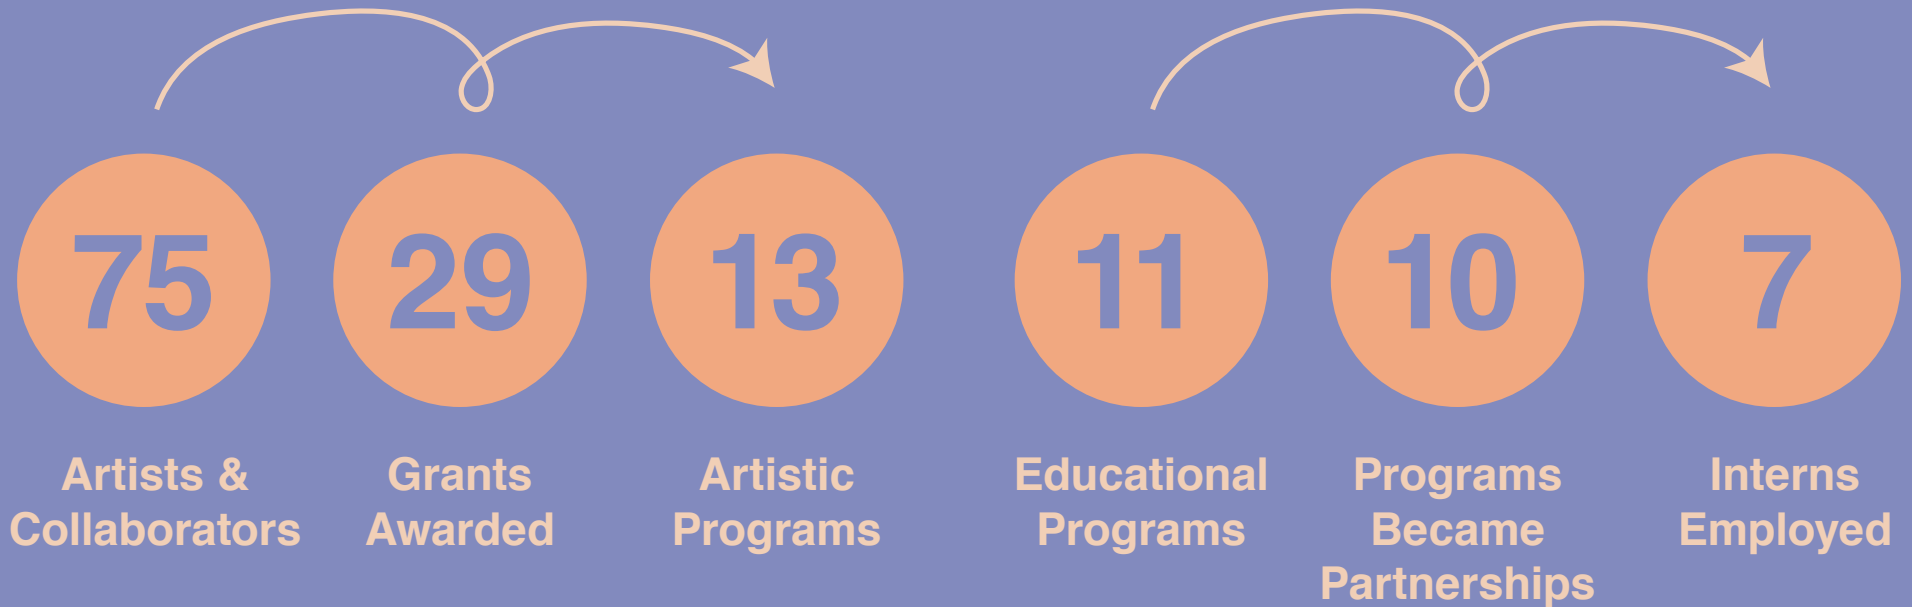 75
Artists &
Collaborators
29
Grants
Awarded
13
Artistic
Programs
11
Educational
Programs
10
Programs
Became
Partnerships
7
Interns
Employed